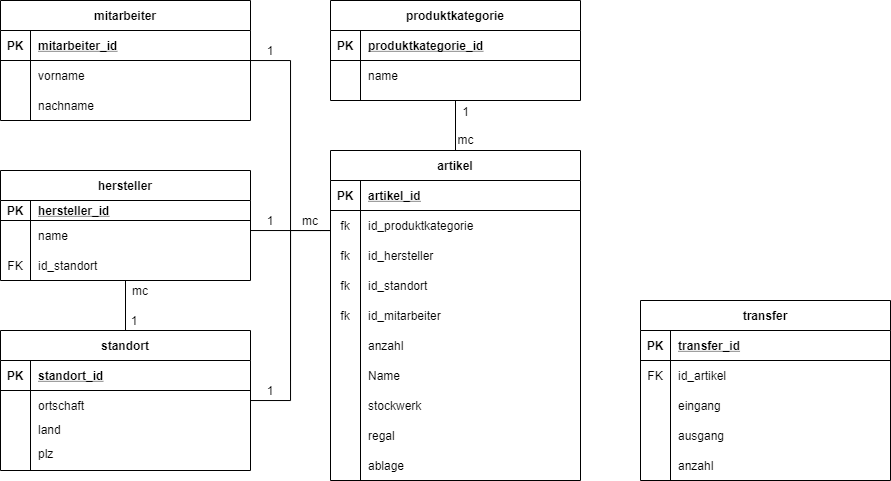 mitarbeiter
PK mitarbeiter_id
vorname
nachname
1
produktkategorie
PK produktkategorie_id
name
1
mc
hersteller
PK hersteller_id
name
FK id_standort
1
mc
mc
1
standort
PK standort_id
ortschaft
land
plz
1
artikel
PK artikel_id
fk id_produktkategorie
fk id_hersteller
fk id_standort
fk id_mitarbeiter
anzahl
Name
stockwerk
regal
ablage
transfer
PK transfer_id
FK id_artikel
eingang
ausgang
anzahl